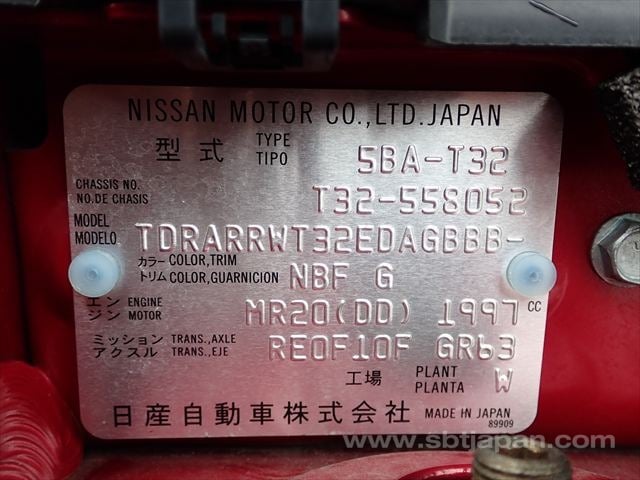 NISSAN MOTOR CO.,LTD.JAPAN
型式 TYPE TIPO 5BA-T32
CHASSIS NO. NO.DE CHASIS T32-558052
MODEL MODELO TDRARRWT32EDAGBBB-
カラー COLOR,TRIM
トリム COLOR,GUARNICION NBF G
エンジン ENGINE MOTOR MR20(DD) 1997 CC
ミッション TRANS.,AXLE
アクスル TRANS.,EJE RE0F10F GR63
工場 PLANT PLANTA W
日産自動車株式会社 MADE IN JAPAN
89909
www.sbtjapan.com